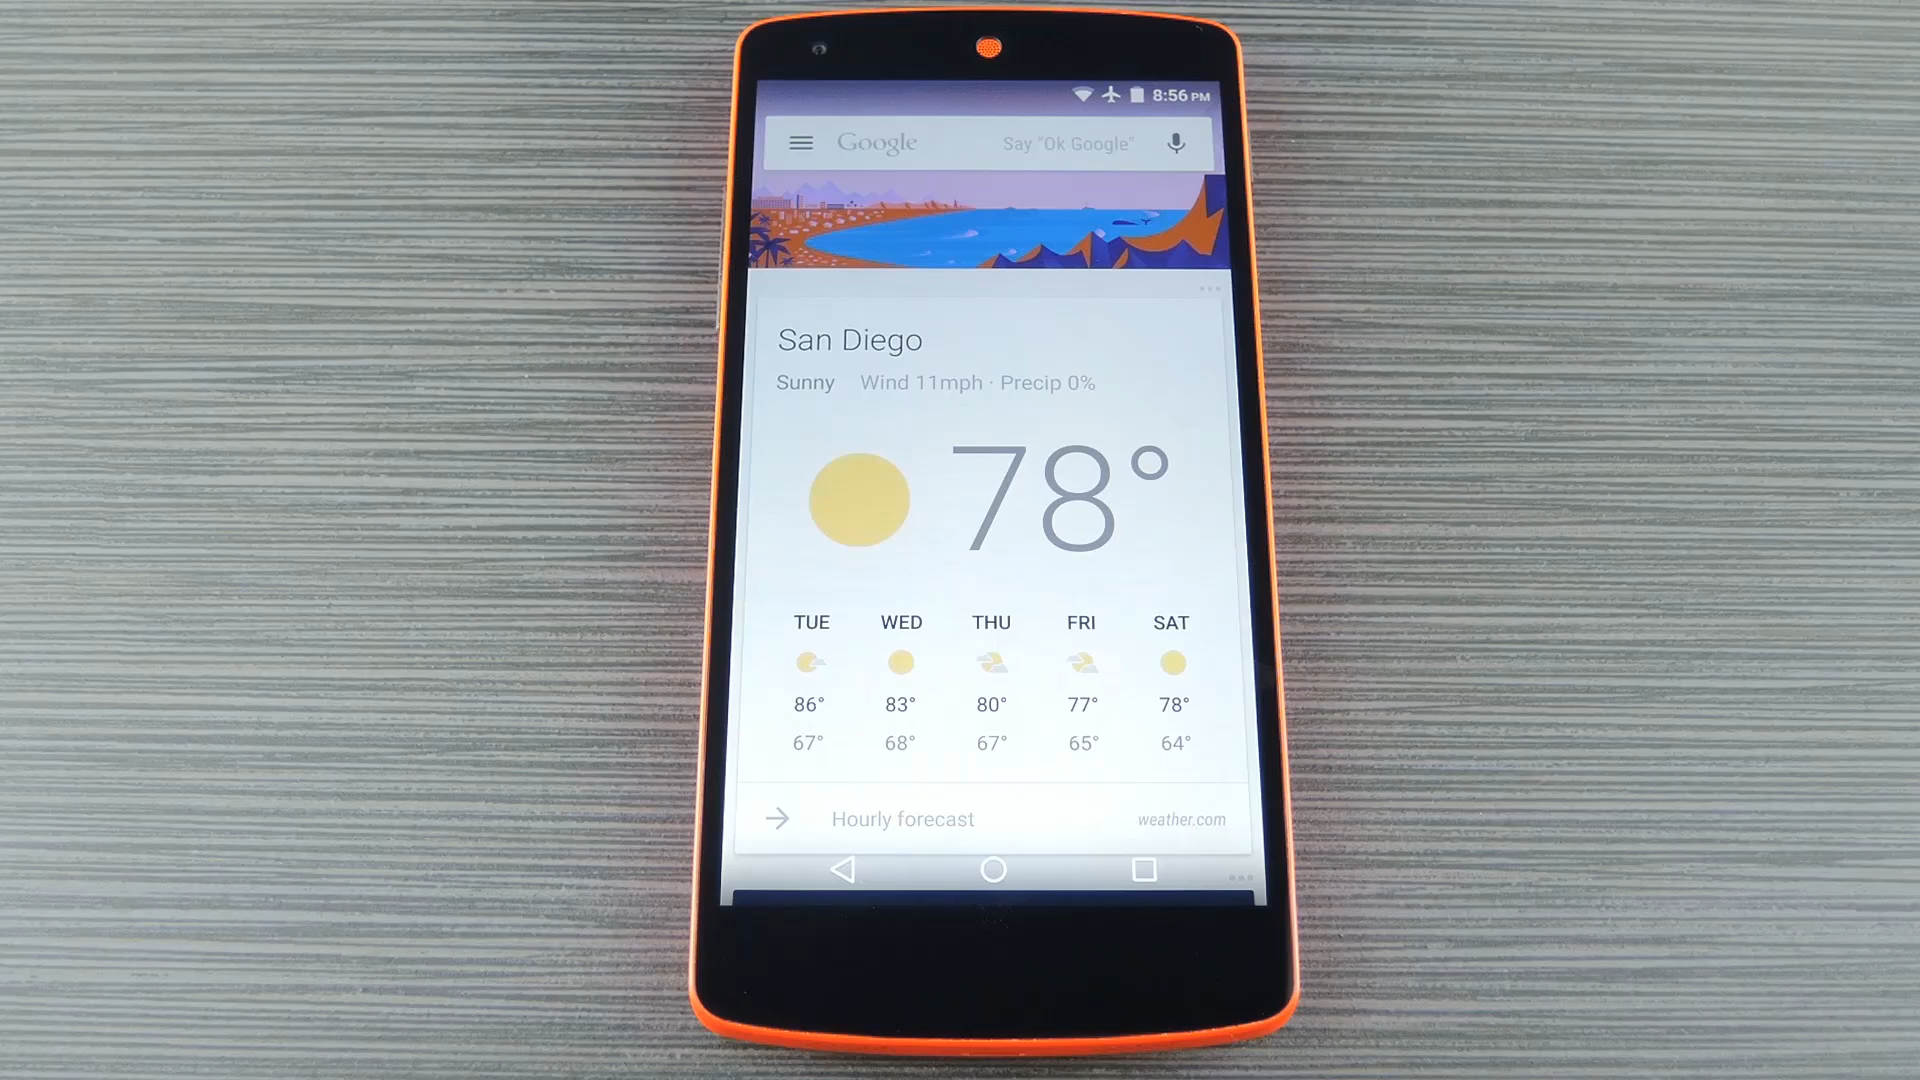 8:56 PM
Google Say "Ok Google"
San Diego
Sunny Wind 11mph · Precip 0%
78°
TUE WED THU FRI SAT
86° 83° 80° 77° 78°
67° 68° 67° 65° 64°
Hourly forecast weather.com